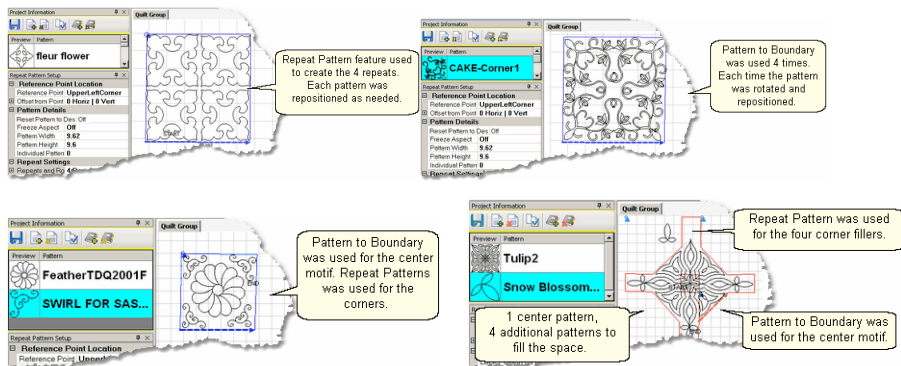 Project Information
Quilt Group
Preview Pattern
fleur flower
Repeat Pattern Setup
Reference Point Location
Reference Point UpperLeftCorner
Offset from Point 0 Horiz | 0 Vert
Pattern Details
Reset Pattern to Des Off
Freeze Aspect Off
Pattern Width 9.62
Pattern Height 9.6
Individual Pattern 0
Repeat Settings
START
Repeat Pattern feature used
to create the 4 repeats.
Each pattern was
repositioned as needed.
Project Information
Quilt Group
Preview Pattern
CAKE-Corner1
Repeat Pattern Setup
Reference Point Location
Reference Point UpperLeftCorner
Offset from Point 0 Horiz | 0 Vert
Pattern Details
Reset Pattern to Des Off
Freeze Aspect Off
Pattern Width 9.62
Pattern Height 9.6
Individual Pattern 0
Repeat Settings
Pattern to Boundary
was used 4 times.
Each time the pattern
was rotated and
repositioned.
Project Information
Quilt Group
Preview Pattern
FeatherTDQ2001F
SWIRL FOR SAS...
Repeat Pattern Setup
Reference Point Location
Reference Point
END
Pattern to Boundary
was used for the center
motif. Repeat Patterns
was used for the
corners.
Project Information
Quilt Group
Preview Pattern
Tulip2
Snow Blossom...
START
Repeat Pattern was used
for the four corner fillers.
1 center pattern,
4 additional patterns to
fill the space.
Pattern to Boundary was
used for the center motif.